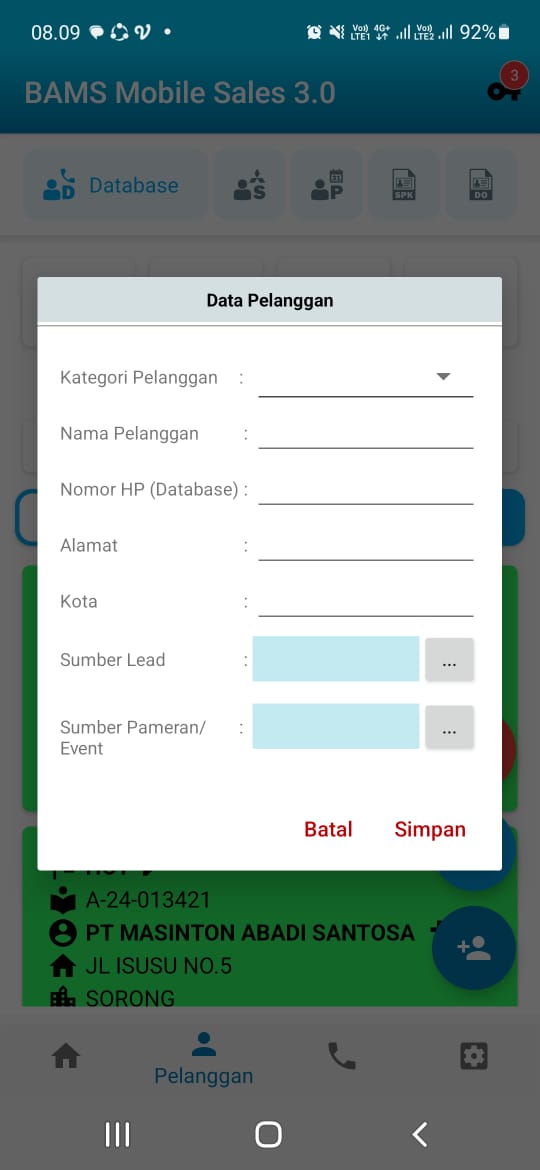 08.09
Vo)) LTE1 4G+ Vo)) LTE2 92%
BAMS Mobile Sales 3.0
3
D Database
S
31 P
SPK
DO
Data Pelanggan
Kategori Pelanggan :
Nama Pelanggan :
Nomor HP (Database) :
Alamat :
Kota :
Sumber Lead : ...
Sumber Pameran/ : ...
Event
Batal Simpan
A-24-013421
PT MASINTON ABADI SANTOSA
JL ISUSU NO.5
SORONG
Pelanggan